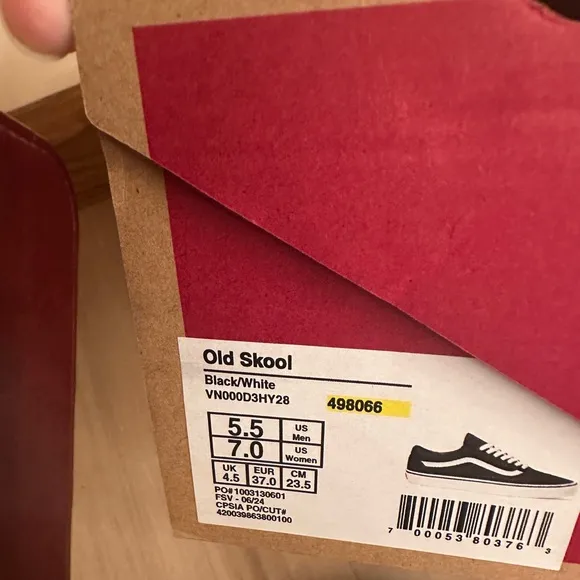 Old Skool
Black/White
VN000D3HY28
498066
5.5 US Men
7.0 US Women
UK 4.5 EUR 37.0 CM 23.5
PO# 1003130601
FSV - 06/24
CPSIA PO/CUT#
420039863800100
7 00053 80376 3